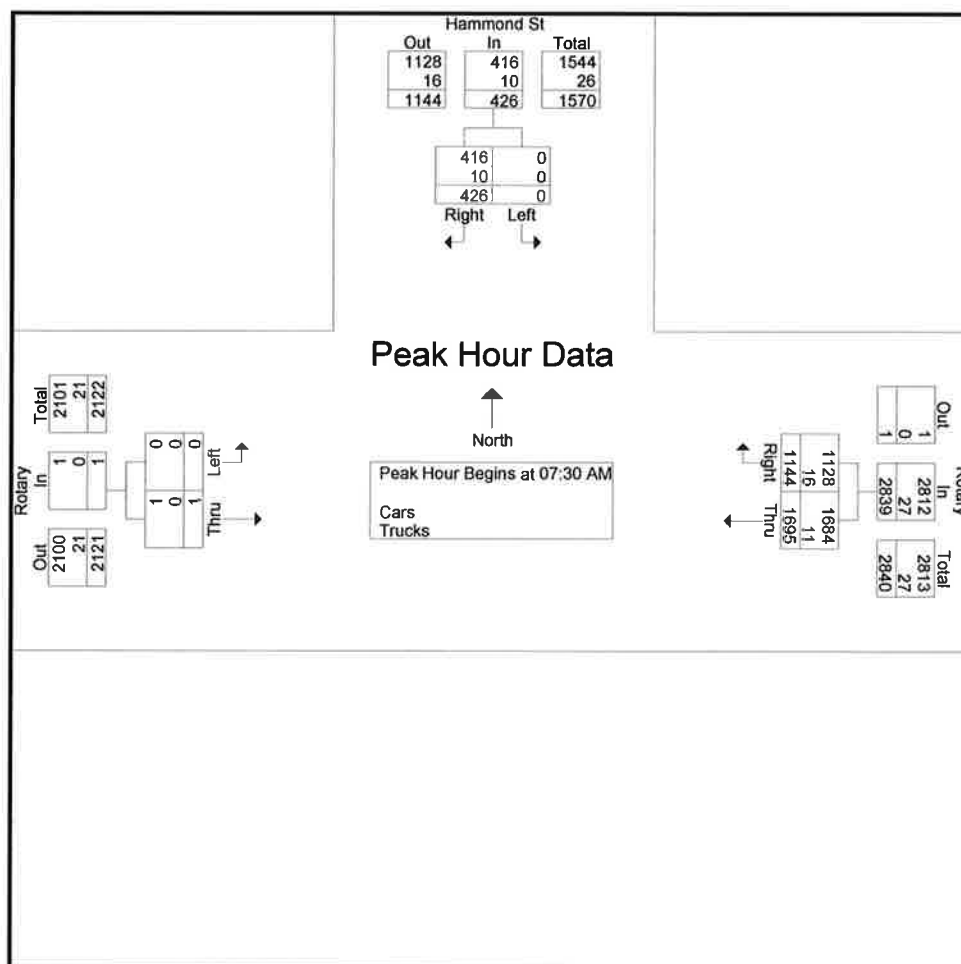 Hammond St
Out In Total
1128 416 1544
16 10 26
1144 426 1570
416 0
10 0
426 0
Right Left
Peak Hour Data
North
Peak Hour Begins at 07:30 AM
Cars
Trucks
Rotary
Out In Total
2100 1 2101
21 0 21
2121 1 2122
Left Thru
0 1
0 0
0 1
Rotary
Out In Total
1 2812 2813
0 27 27
1 2839 2840
Right Thru
1128 1684
16 11
1144 1695